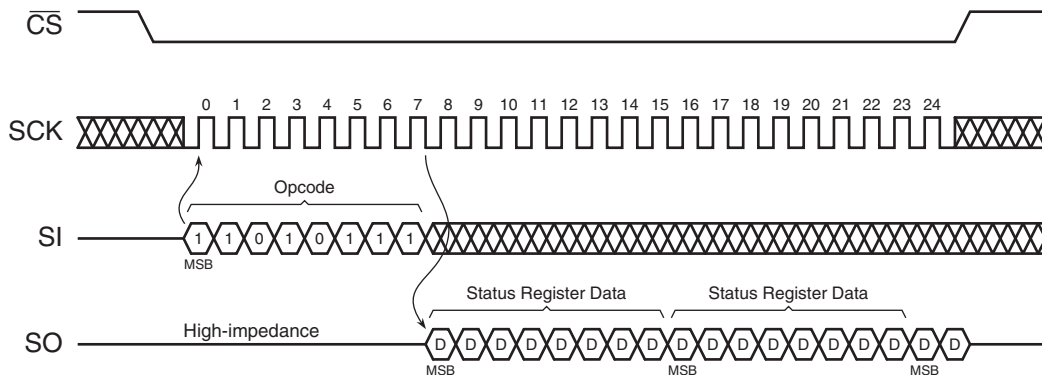 CS
0 1 2 3 4 5 6 7 8 9 10 11 12 13 14 15 16 17 18 19 20 21 22 23 24
SCK
Opcode
SI 1 1 0 1 0 1 1 1
MSB
Status Register Data Status Register Data
High-impedance
SO D D D D D D D D D D D D D D D D D D
MSB MSB MSB